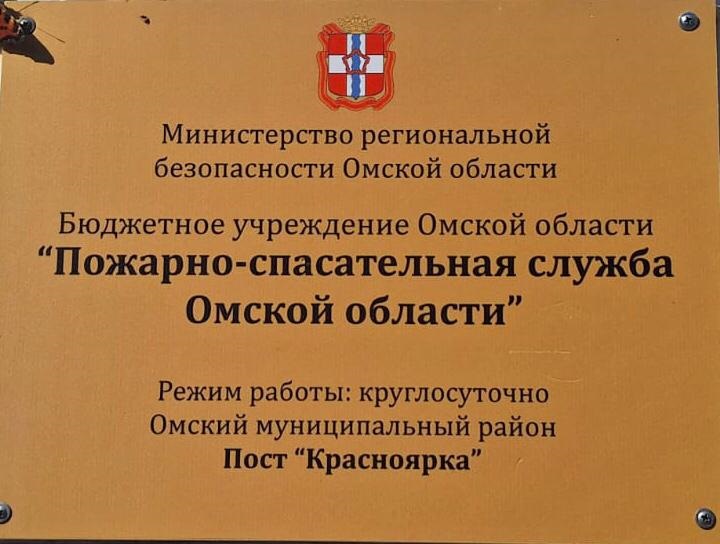 Министерство региональной
безопасности Омской области
Бюджетное учреждение Омской области
“Пожарно-спасательная служба
Омской области”
Режим работы: круглосуточно
Омский муниципальный район
Пост “Красноярка”